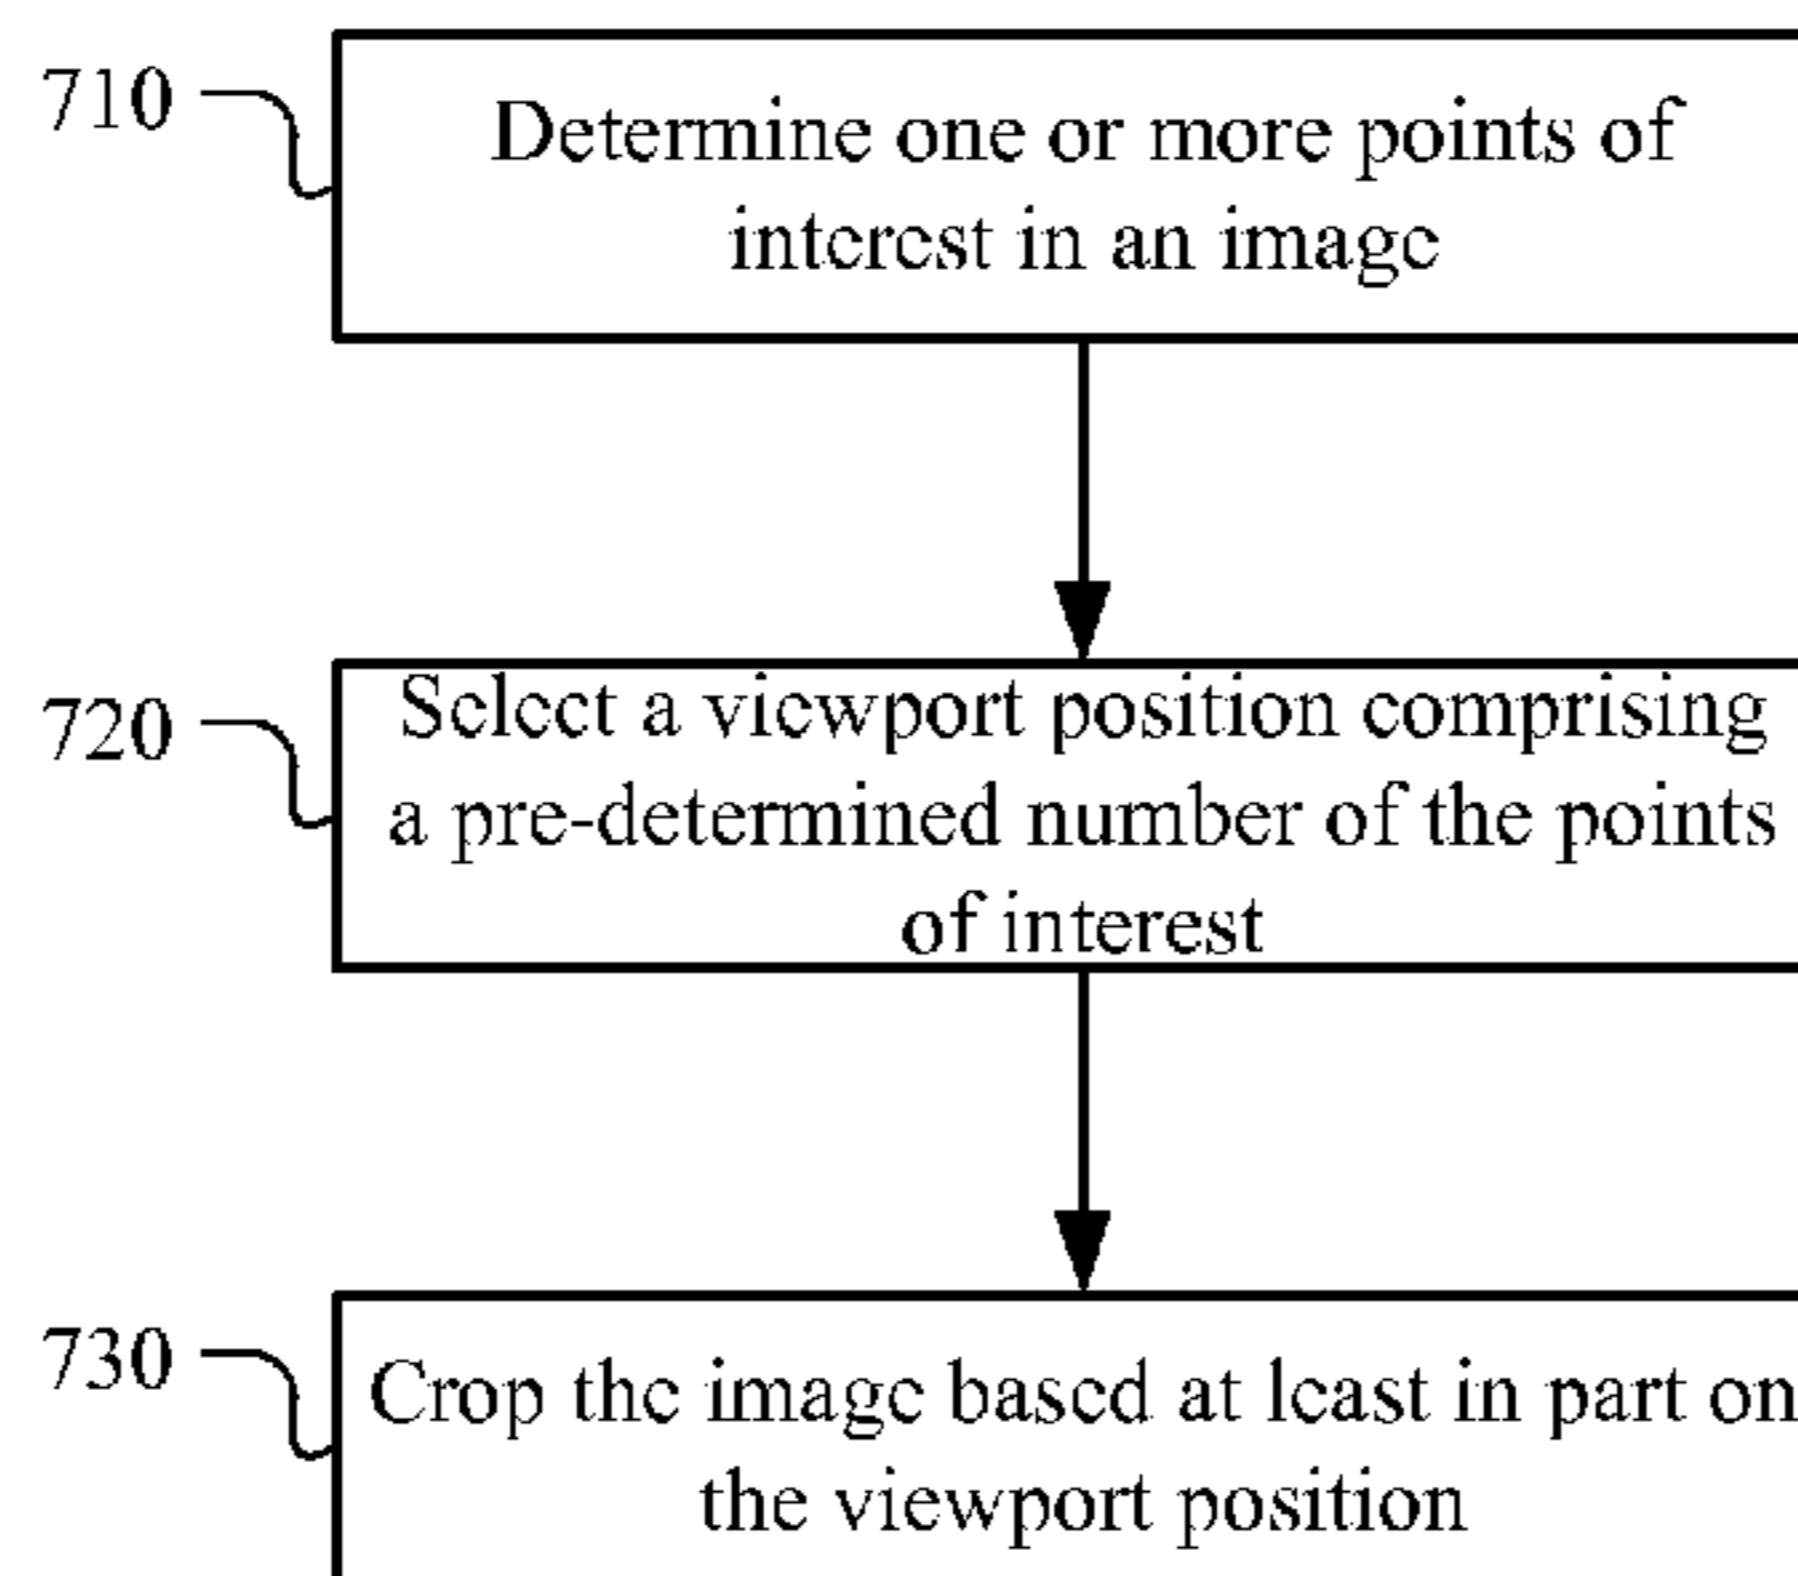 710
Determine one or more points of
interest in an image
720
Select a viewport position comprising
a pre-determined number of the points
of interest
730
Crop the image based at least in part on
the viewport position